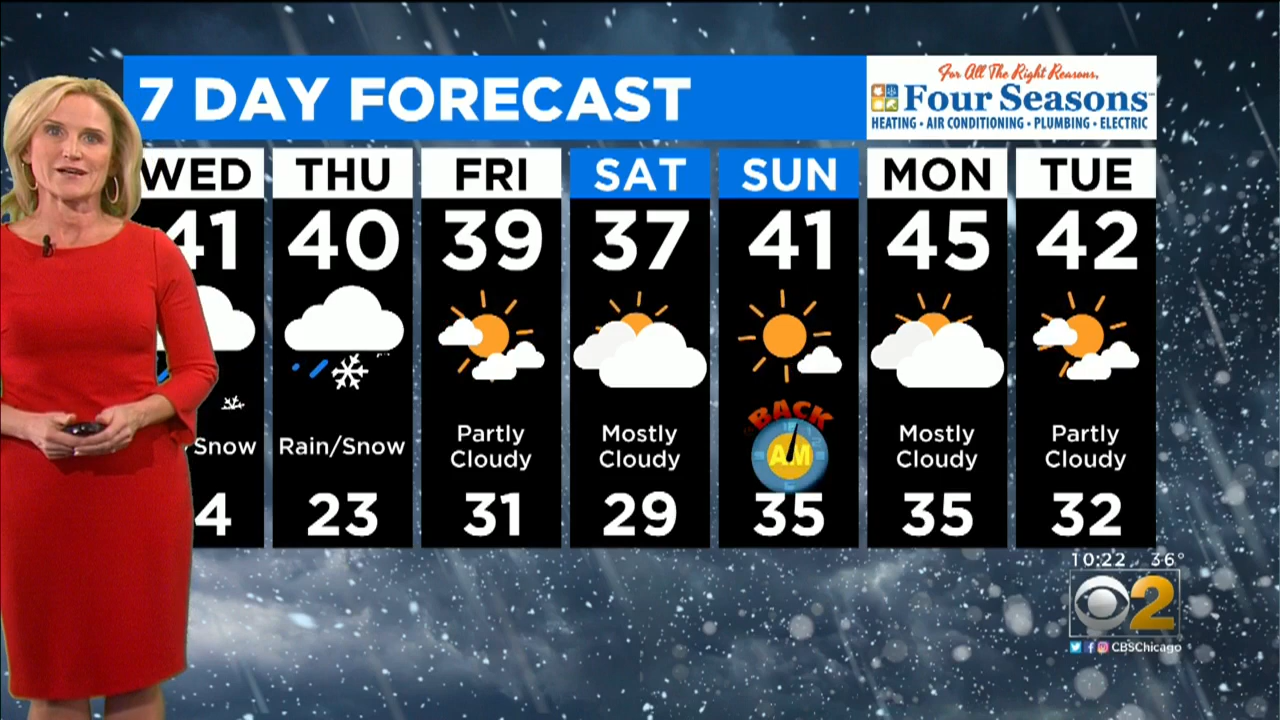 7 DAY FORECAST
For All The Right Reasons.
Four Seasons
HEATING • AIR CONDITIONING • PLUMBING • ELECTRIC
WED THU FRI SAT SUN MON TUE
41 40 39 37 41 45 42
BACK
AM
/Snow Rain/Snow Partly Cloudy Mostly Cloudy Mostly Cloudy Partly Cloudy
4 23 31 29 35 35 32
10:22 36°
2
CBSChicago